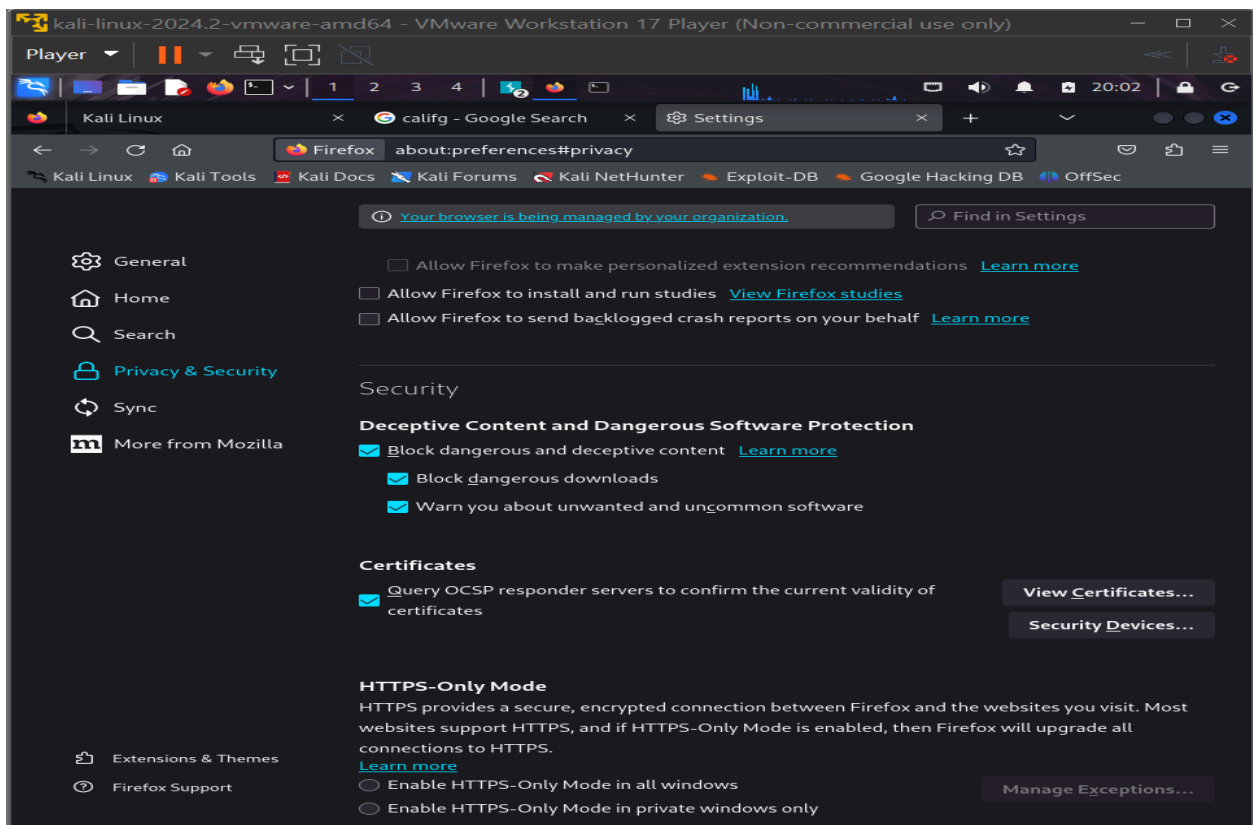 kali-linux-2024.2-vmware-amd64 - VMware Workstation 17 Player (Non-commercial use only)
Player
1 2 3 4 2 20:02
Kali Linux califg - Google Search Settings
Firefox about:preferences#privacy
Kali Linux Kali Tools Kali Docs Kali Forums Kali NetHunter Exploit-DB Google Hacking DB OffSec
Your browser is being managed by your organization. Find in Settings
General
Home
Search
Privacy & Security
Sync
m More from Mozilla
Extensions & Themes
Firefox Support
Allow Firefox to make personalized extension recommendations Learn more
Allow Firefox to install and run studies View Firefox studies
Allow Firefox to send backlogged crash reports on your behalf Learn more
Security
Deceptive Content and Dangerous Software Protection
Block dangerous and deceptive content Learn more
Block dangerous downloads
Warn you about unwanted and uncommon software
Certificates
Query OCSP responder servers to confirm the current validity of
certificates
View Certificates...
Security Devices...
HTTPS-Only Mode
HTTPS provides a secure, encrypted connection between Firefox and the websites you visit. Most
websites support HTTPS, and if HTTPS-Only Mode is enabled, then Firefox will upgrade all
connections to HTTPS.
Learn more
Enable HTTPS-Only Mode in all windows
Manage Exceptions...
Enable HTTPS-Only Mode in private windows only